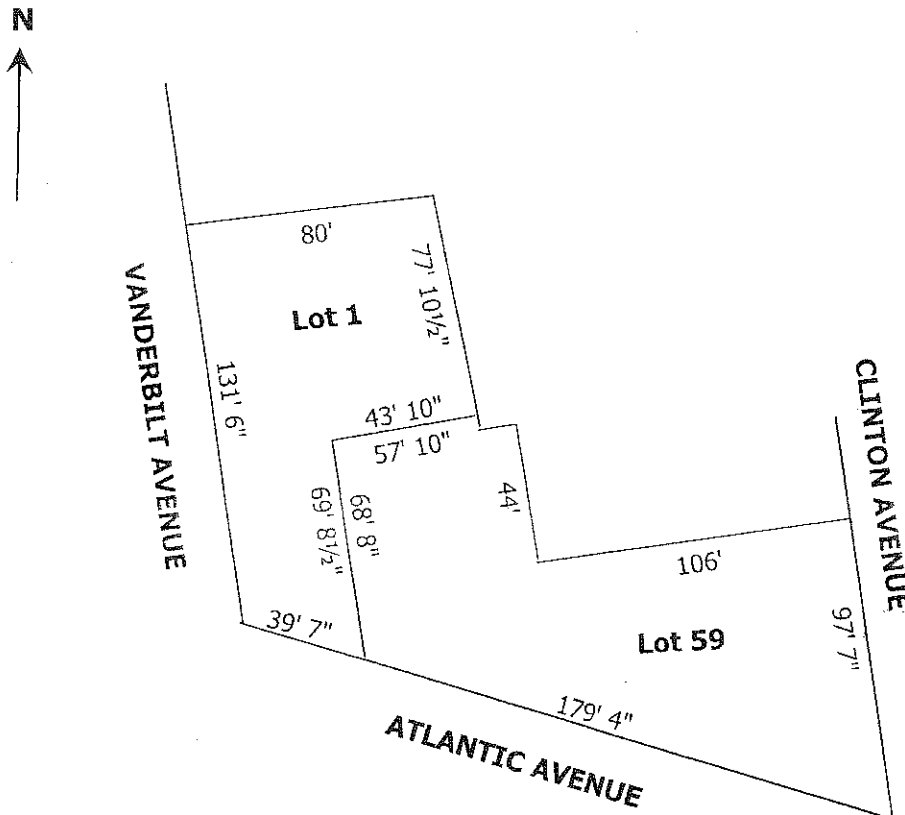 N
80'
77' 10½"
VANDERBILT AVENUE
Lot 1
131' 6"
43' 10"
57' 10"
CLINTON AVENUE
69' 8½"
68' 8"
44'
106'
39' 7"
Lot 59
97' 7"
179' 4"
ATLANTIC AVENUE